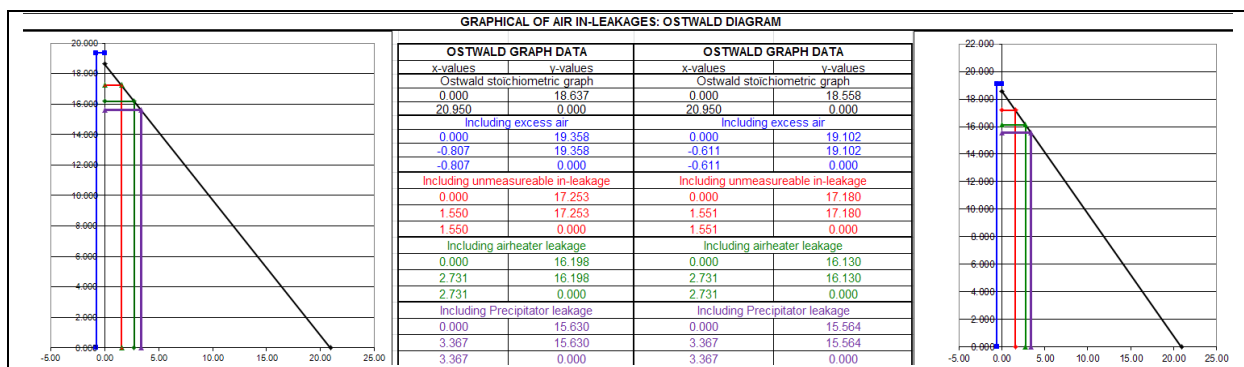 GRAPHICAL OF AIR IN-LEAKAGES: OSTWALD DIAGRAM
20.000
18.000
16.000
14.000
12.000
10.000
8.000
6.000
4.000
2.000
0.000
-5.00 0.00 5.00 10.00 15.00 20.00 25.00
OSTWALD GRAPH DATA OSTWALD GRAPH DATA
x-values y-values x-values y-values
Ostwald stoïchiometric graph Ostwald stoïchiometric graph
0.000 18.637 0.000 18.558
20.950 0.000 20.950 0.000
Including excess air Including excess air
0.000 19.358 0.000 19.102
-0.807 19.358 -0.611 19.102
-0.807 0.000 -0.611 0.000
Including unmeasureable in-leakage Including unmeasureable in-leakage
0.000 17.253 0.000 17.180
1.550 17.253 1.551 17.180
1.550 0.000 1.551 0.000
Including airheater leakage Including airheater leakage
0.000 16.198 0.000 16.130
2.731 16.198 2.731 16.130
2.731 0.000 2.731 0.000
Including Precipitator leakage Including Precipitator leakage
0.000 15.630 0.000 15.564
3.367 15.630 3.367 15.564
3.367 0.000 3.367 0.000
22.000
20.000
18.000
16.000
14.000
12.000
10.000
8.000
6.000
4.000
2.000
0.000
-5.00 0.00 5.00 10.00 15.00 20.00 25.00